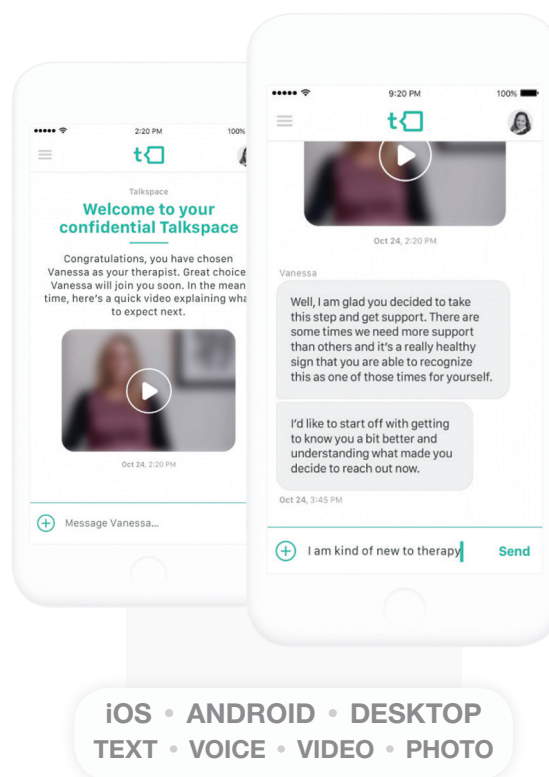 2:20 PM
100%
t
Talkspace
Welcome to your
confidential Talkspace
Congratulations, you have chosen
Vanessa as your therapist. Great choice
Vanessa will join you soon. In the mean
time, here's a quick video explaining
to expect next.
Oct 24, 2:20 PM
Message Vanessa...
9:20 PM
100%
t
Oct 24, 2:20 PM
Vanessa
Well, I am glad you decided to take
this step and get support. There are
some times we need more support
than others and it's a really healthy
sign that you are able to recognize
this as one of those times for yourself.
I'd like to start off with getting
to know you a bit better and
understanding what made you
decide to reach out now.
Oct 24, 3:45 PM
I am kind of new to therapy
Send
iOS • ANDROID • DESKTOP
TEXT • VOICE • VIDEO • PHOTO